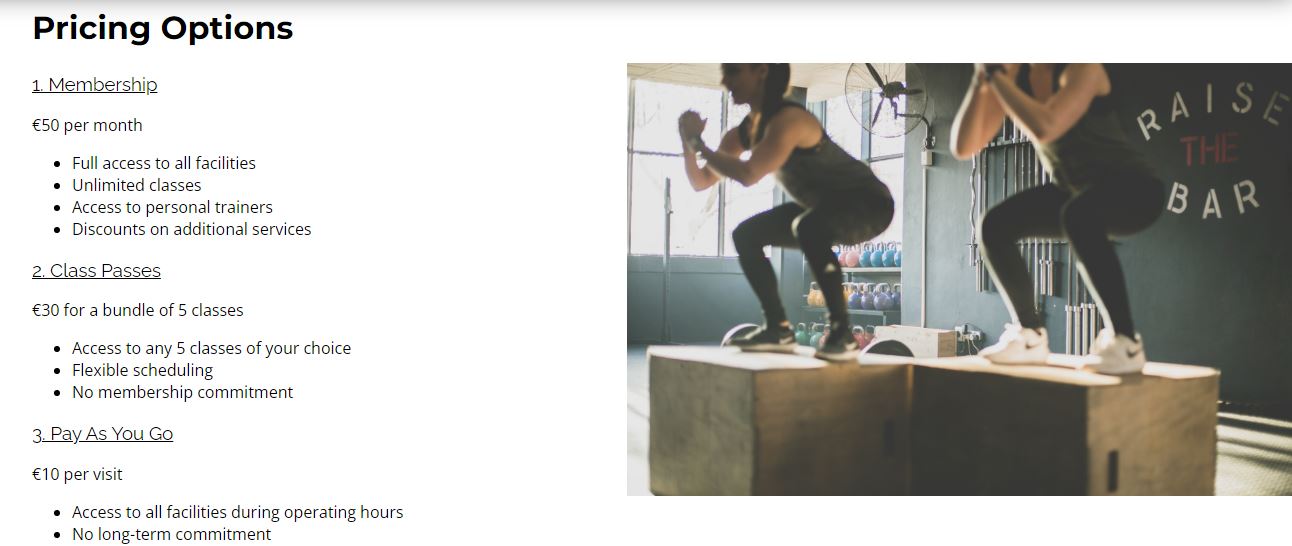 Pricing Options
1. Membership
€50 per month
• Full access to all facilities
• Unlimited classes
• Access to personal trainers
• Discounts on additional services
2. Class Passes
€30 for a bundle of 5 classes
• Access to any 5 classes of your choice
• Flexible scheduling
• No membership commitment
3. Pay As You Go
€10 per visit
• Access to all facilities during operating hours
• No long-term commitment
RAISE
THE
BAR